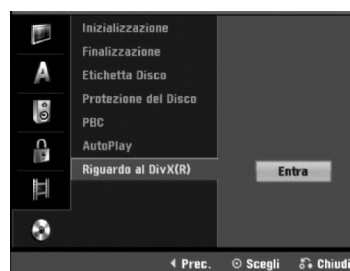 Inizializzazione
Finalizzazione
Etichetta Disco
Protezione del Disco
PBC
AutoPlay
Riguardo al DivX(R)
Entra
A
Prec.
Scegli
Chiudi